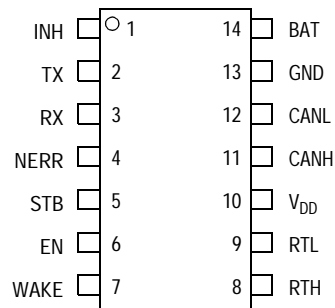 INH 1 14 BAT
TX 2 13 GND
RX 3 12 CANL
NERR 4 11 CANH
STB 5 10 VDD
EN 6 9 RTL
WAKE 7 8 RTH